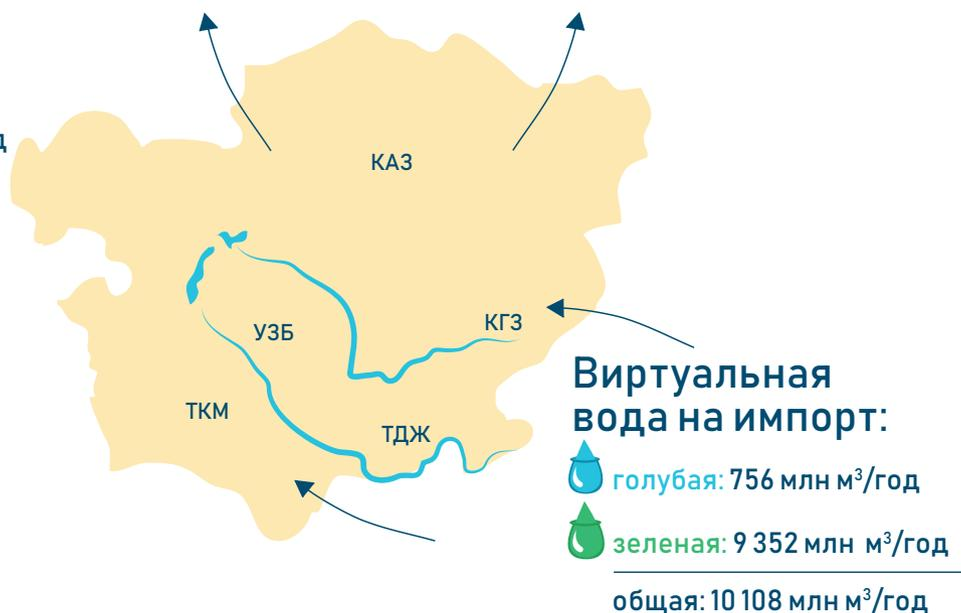 КАЗ
УЗБ
КГЗ
ТКМ
ТДЖ
Виртуальная
вода на импорт:
голубая: 756 млн м³/год
зеленая: 9 352 млн м³/год
общая: 10 108 млн м³/год